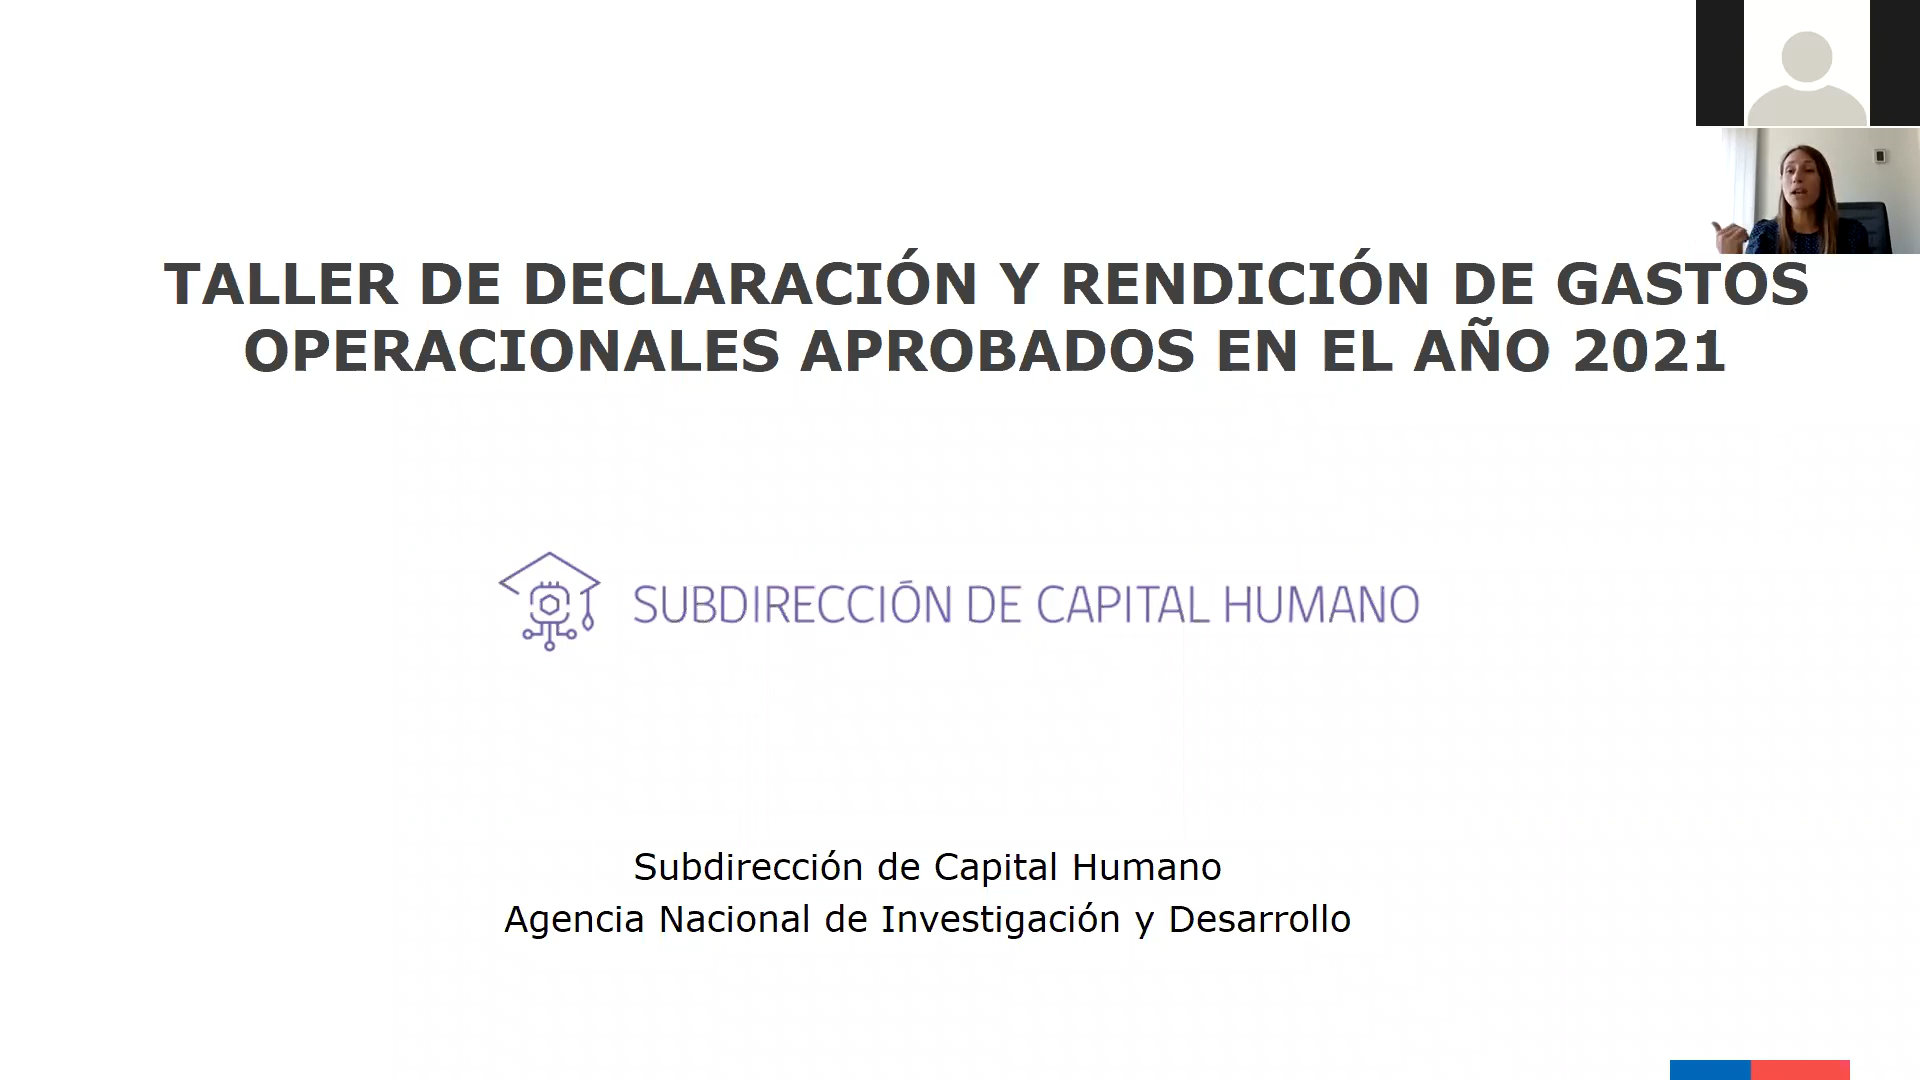 TALLER DE DECLARACIÓN Y RENDICIÓN DE GASTOS
OPERACIONALES APROBADOS EN EL AÑO 2021
SUBDIRECCIÓN DE CAPITAL HUMANO
Subdirección de Capital Humano
Agencia Nacional de Investigación y Desarrollo